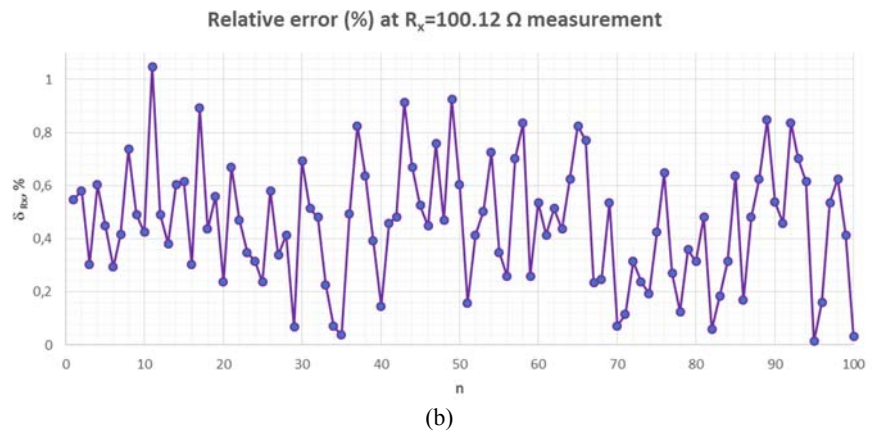 Relative error (%) at Rx=100.12 Ω measurement
1
0,8
0,6
0,4
0,2
0
δ Rx, %
0 10 20 30 40 50 60 70 80 90 100
n
(b)